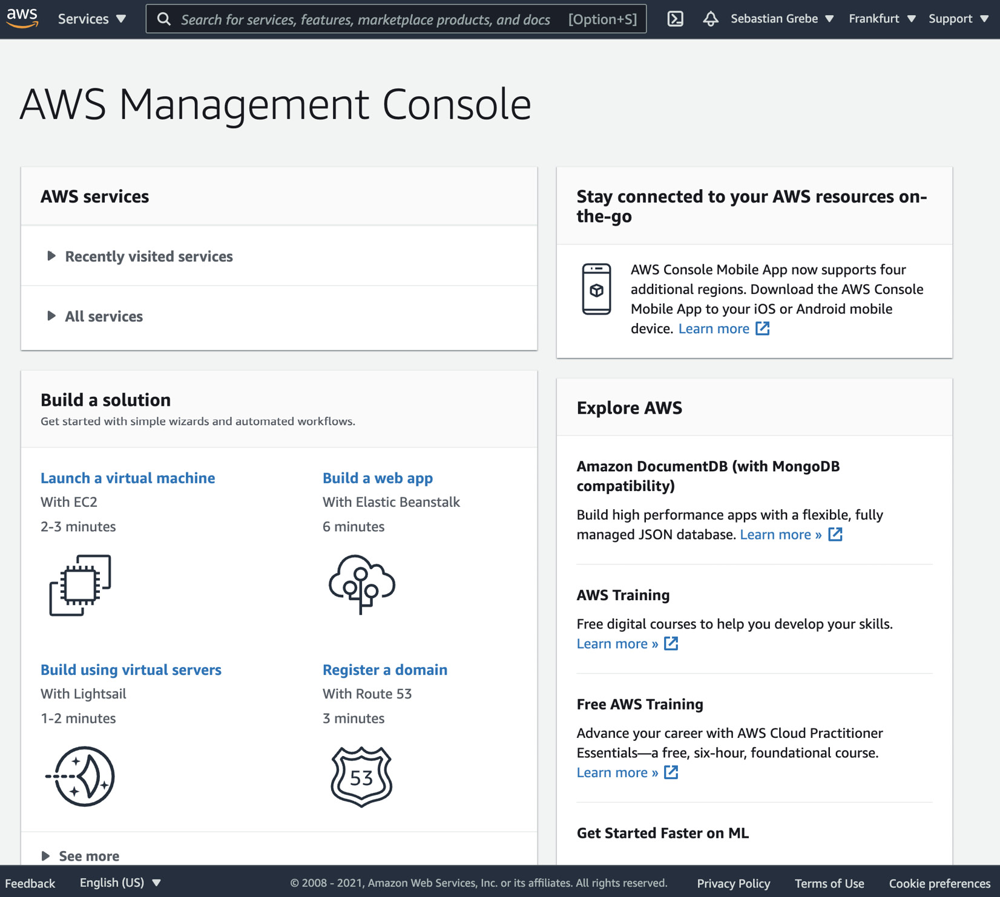 aws Services Search for services, features, marketplace products, and docs [Option+S] Sebastian Grebe Frankfurt Support
AWS Management Console
AWS services
Recently visited services
All services
Build a solution
Get started with simple wizards and automated workflows.
Launch a virtual machine
With EC2
2-3 minutes
Build a web app
With Elastic Beanstalk
6 minutes
Build using virtual servers
With Lightsail
1-2 minutes
Register a domain
With Route 53
3 minutes
53
See more
Stay connected to your AWS resources on-
the-go
AWS Console Mobile App now supports four
additional regions. Download the AWS Console
Mobile App to your iOS or Android mobile
device. Learn more
Explore AWS
Amazon DocumentDB (with MongoDB
compatibility)
Build high performance apps with a flexible, fully
managed JSON database. Learn more »
AWS Training
Free digital courses to help you develop your skills.
Learn more »
Free AWS Training
Advance your career with AWS Cloud Practitioner
Essentials—a free, six-hour, foundational course.
Learn more »
Get Started Faster on ML
Feedback English (US) © 2008 - 2021, Amazon Web Services, Inc. or its affiliates. All rights reserved. Privacy Policy Terms of Use Cookie preferences